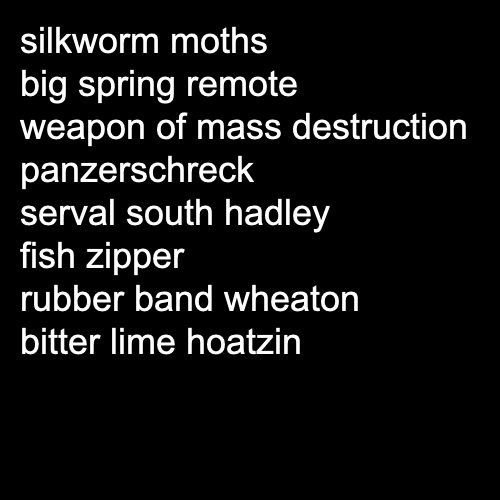 silkworm moths
big spring remote
weapon of mass destruction
panzerschreck
serval south hadley
fish zipper
rubber band wheaton
bitter lime hoatzin